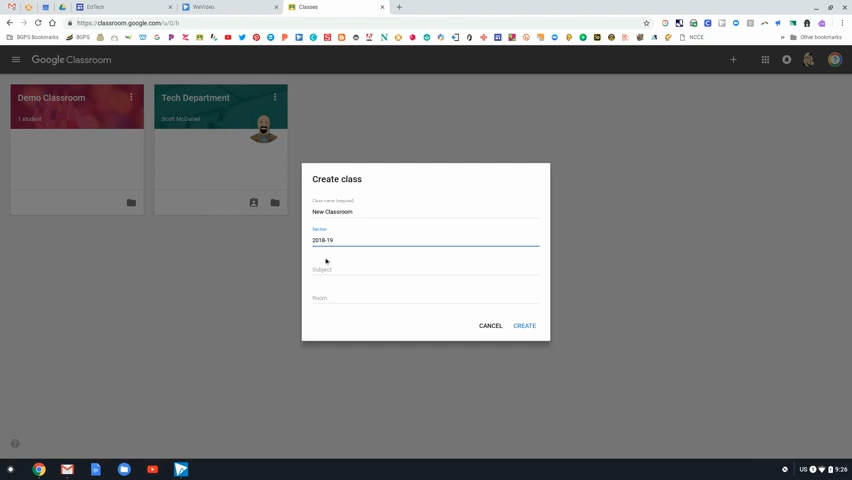 EdTech
WeVideo
Classes
https://classroom.google.com/u/0/h
BGPS Bookmarks
BGPS
NCCE
Other bookmarks
Google Classroom
Demo Classroom
1 student
Tech Department
Scott McDaniel
Create class
Class name (required)
New Classroom
Section
2018-19
Subject
Room
CANCEL
CREATE
US
9:26